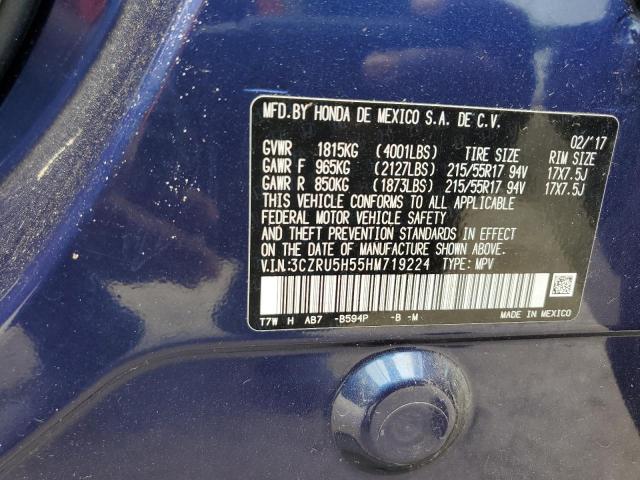 MFD.BY HONDA DE MEXICO S.A. DE C.V.
02/'17
GVWR 1815KG (4001LBS) TIRE SIZE RIM SIZE
GAWR F 965KG (2127LBS) 215/55R17 94V 17X7.5J
GAWR R 850KG (1873LBS) 215/55R17 94V 17X7.5J
THIS VEHICLE CONFORMS TO ALL APPLICABLE
FEDERAL MOTOR VEHICLE SAFETY
AND THEFT PREVENTION STANDARDS IN EFFECT
ON THE DATE OF MANUFACTURE SHOWN ABOVE.
V.I.N:3CZRU5H55HM719224 TYPE: MPV
T7W H AB7 -B594P -B -M MADE IN MEXICO